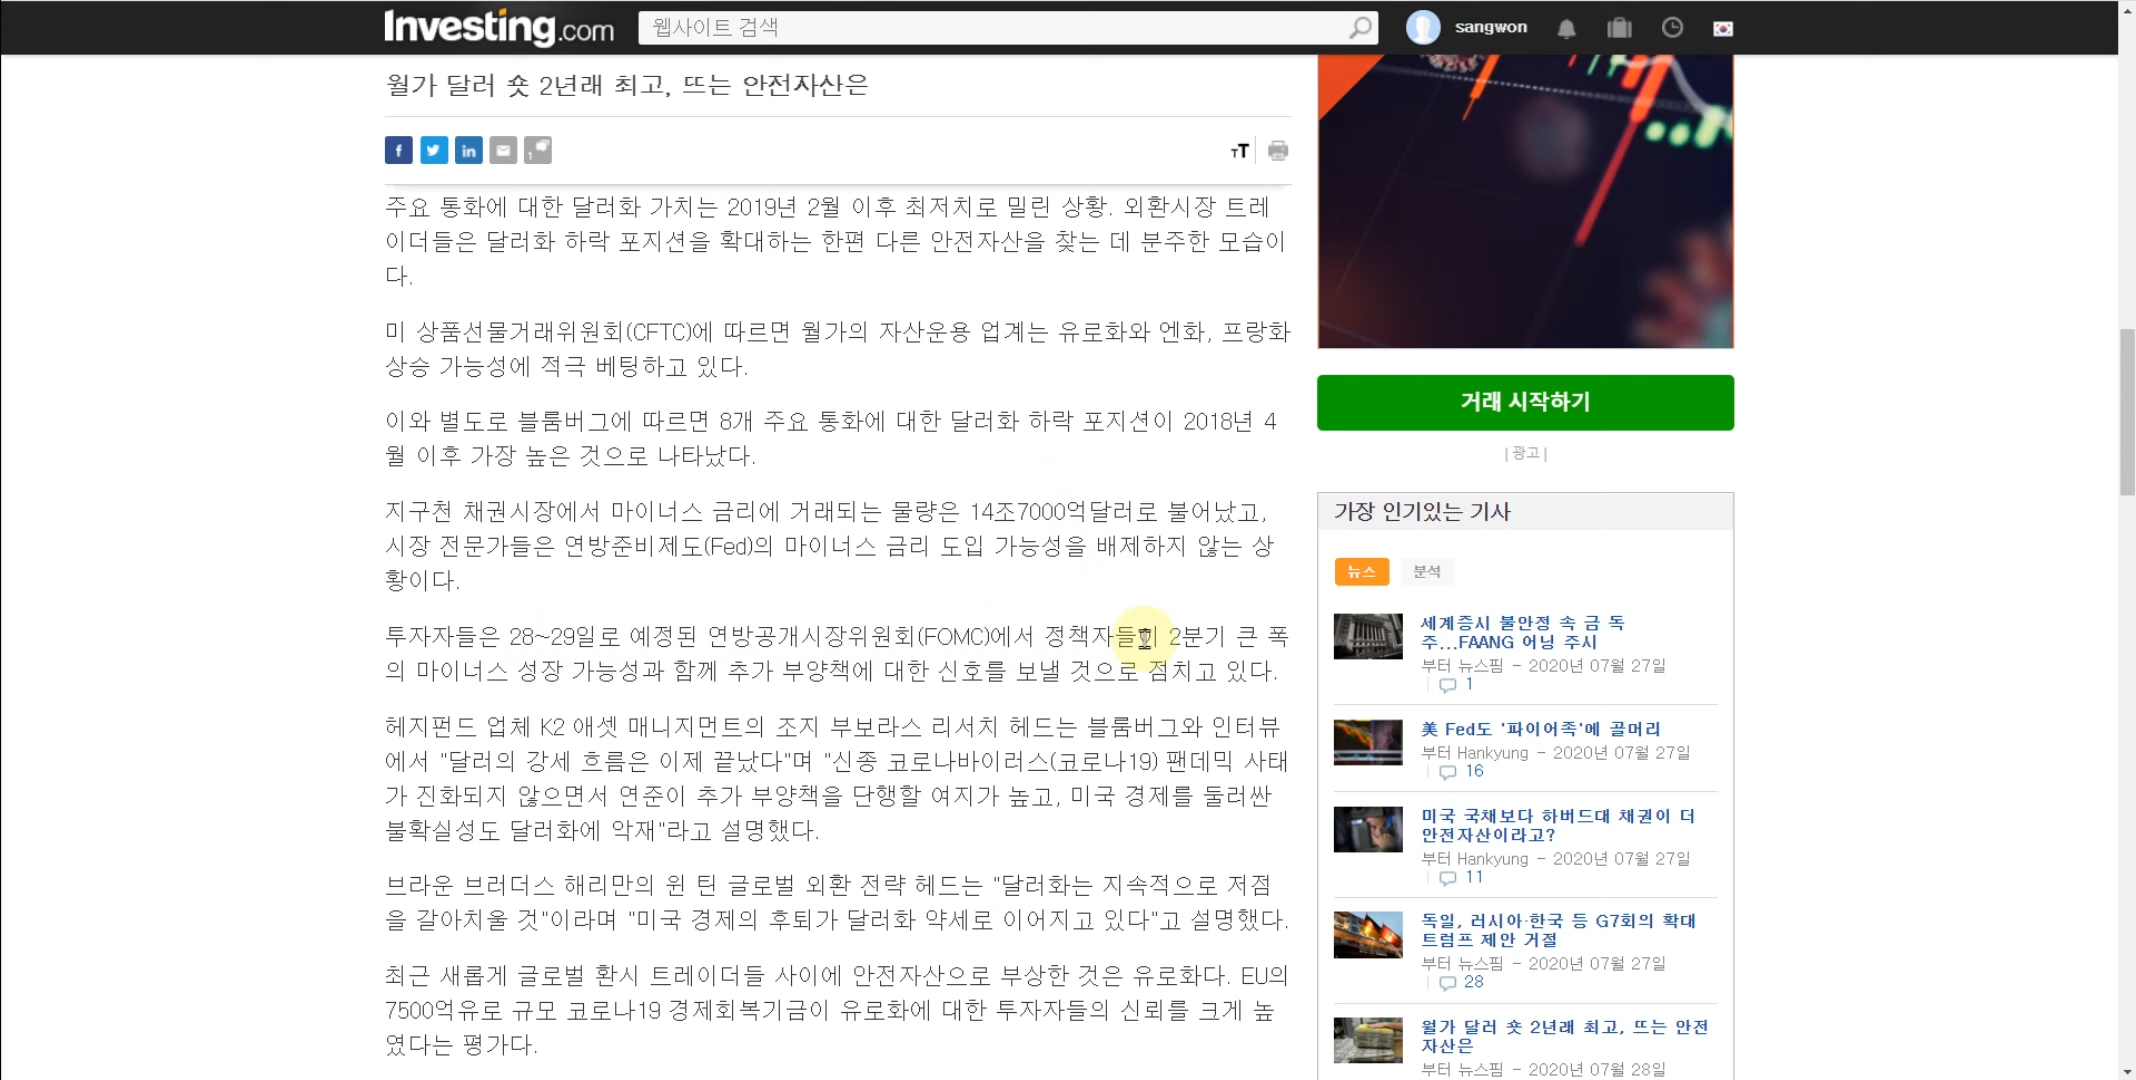 Investing.com
웹사이트 검색
sangwon
월가 달러 숏 2년래 최고, 뜨는 안전자산은
1
TT
주요 통화에 대한 달러화 가치는 2019년 2월 이후 최저치로 밀린 상황. 외환시장 트레
이더들은 달러화 하락 포지션을 확대하는 한편 다른 안전자산을 찾는 데 분주한 모습이
다.
미 상품선물거래위원회(CFTC)에 따르면 월가의 자산운용 업계는 유로화와 엔화, 프랑화
상승 가능성에 적극 베팅하고 있다.
이와 별도로 블룸버그에 따르면 8개 주요 통화에 대한 달러화 하락 포지션이 2018년 4
월 이후 가장 높은 것으로 나타났다.
지구천 채권시장에서 마이너스 금리에 거래되는 물량은 14조7000억달러로 불어났고,
시장 전문가들은 연방준비제도(Fed)의 마이너스 금리 도입 가능성을 배제하지 않는 상
황이다.
투자자들은 28~29일로 예정된 연방공개시장위원회(FOMC)에서 정책자들이 2분기 큰 폭
의 마이너스 성장 가능성과 함께 추가 부양책에 대한 신호를 보낼 것으로 점치고 있다.
헤지펀드 업체 K2 애셋 매니지먼트의 조지 부보라스 리서치 헤드는 블룸버그와 인터뷰
에서 "달러의 강세 흐름은 이제 끝났다"며 "신종 코로나바이러스(코로나19) 팬데믹 사태
가 진화되지 않으면서 연준이 추가 부양책을 단행할 여지가 높고, 미국 경제를 둘러싼
불확실성도 달러화에 악재"라고 설명했다.
브라운 브러더스 해리만의 윈 틴 글로벌 외환 전략 헤드는 "달러화는 지속적으로 저점
을 갈아치울 것"이라며 "미국 경제의 후퇴가 달러화 약세로 이어지고 있다"고 설명했다.
최근 새롭게 글로벌 환시 트레이더들 사이에 안전자산으로 부상한 것은 유로화다. EU의
7500억유로 규모 코로나19 경제회복기금이 유로화에 대한 투자자들의 신뢰를 크게 높
였다는 평가다.
거래 시작하기
| 광고 |
가장 인기있는 기사
뉴스
분석
세계증시 불안정 속 금 독
주...FAANG 어닝 주시
부터 뉴스핌 - 2020년 07월 27일
1
美 Fed도 '파이어족'에 골머리
부터 Hankyung - 2020년 07월 27일
16
미국 국채보다 하버드대 채권이 더
안전자산이라고?
부터 Hankyung - 2020년 07월 27일
11
독일, 러시아·한국 등 G7회의 확대
트럼프 제안 거절
부터 뉴스핌 - 2020년 07월 27일
28
월가 달러 숏 2년래 최고, 뜨는 안전
자산은
부터 뉴스핌 - 2020년 07월 28일